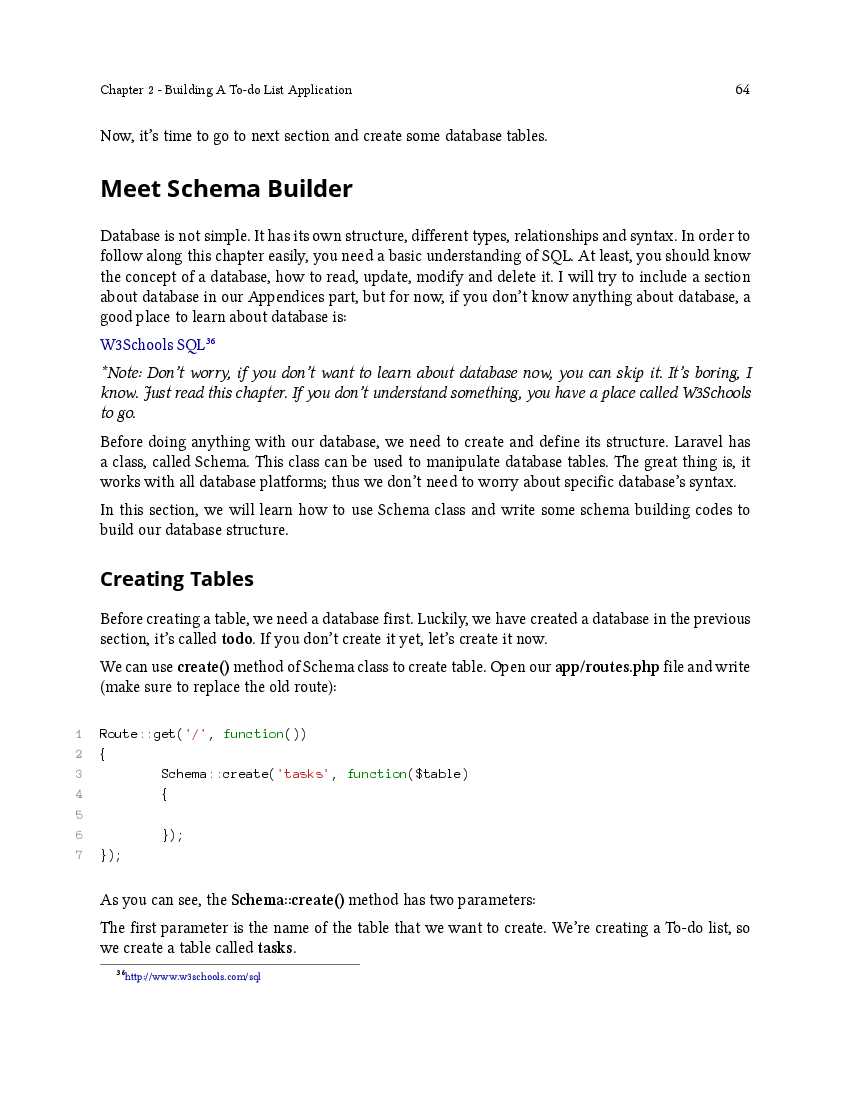 Chapter 2 - Building A To-do List Application 64
Now, it's time to go to next section and create some database tables.
Meet Schema Builder
Database is not simple. It has its own structure, different types, relationships and syntax. In order to
follow along this chapter easily, you need a basic understanding of SQL. At least, you should know
the concept of a database, how to read, update, modify and delete it. I will try to include a section
about database in our Appendices part, but for now, if you don't know anything about database, a
good place to learn about database is:
W3Schools SQL³⁶
*Note: Don't worry, if you don't want to learn about database now, you can skip it. It's boring, I
know. Just read this chapter. If you don't understand something, you have a place called W3Schools
to go.
Before doing anything with our database, we need to create and define its structure. Laravel has
a class, called Schema. This class can be used to manipulate database tables. The great thing is, it
works with all database platforms; thus we don't need to worry about specific database's syntax.
In this section, we will learn how to use Schema class and write some schema building codes to
build our database structure.
Creating Tables
Before creating a table, we need a database first. Luckily, we have created a database in the previous
section, it's called todo. If you don't create it yet, let's create it now.
We can use create() method of Schema class to create table. Open our app/routes.php file and write
(make sure to replace the old route):
1 Route::get('/', function())
2 {
3 Schema::create('tasks', function($table)
4 {
5
6 });
7 });
As you can see, the Schema::create() method has two parameters:
The first parameter is the name of the table that we want to create. We're creating a To-do list, so
we create a table called tasks.
³⁶http://www.w3schools.com/sql